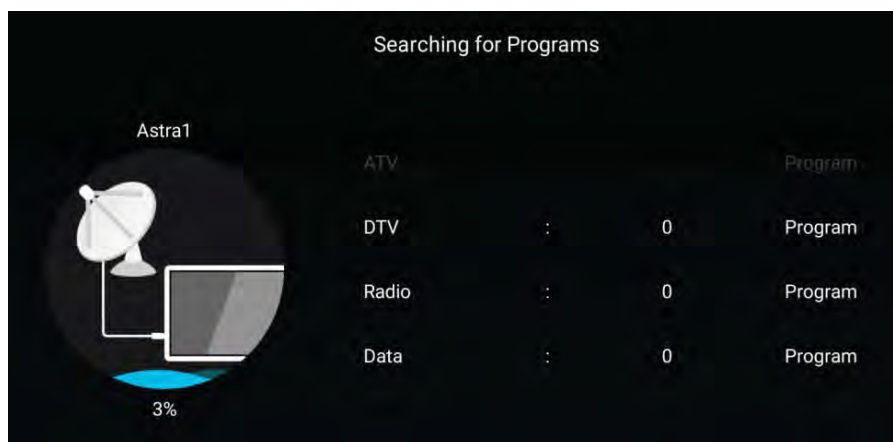 Searching for Programs
Astra1
ATV Program
DTV : 0 Program
Radio : 0 Program
Data : 0 Program
3%